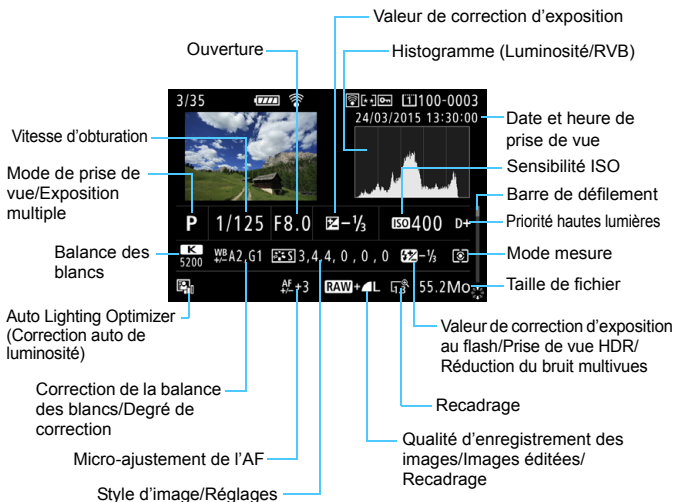 Valeur de correction d’exposition
Ouverture
Histogramme (Luminosité/RVB)
3/35
1 100-0003
24/03/2015 13:30:00
Date et heure de
prise de vue
Vitesse d’obturation
Sensibilité ISO
Mode de prise de
vue/Exposition
multiple
Barre de défilement
P 1/125 F8.0 -1/3 ISO 400 D+
Priorité hautes lumières
Balance des
blancs
K
5200
WB
+/- A2,G1 S 3,4,4,0,0,0 -1/3
Mode mesure
AF
+/- +3 RAW+L 1:3 55.2Mo
Taille de fichier
Auto Lighting Optimizer
(Correction auto de
luminosité)
Valeur de correction d’exposition
au flash/Prise de vue HDR/
Réduction du bruit multivues
Correction de la balance
des blancs/Degré de
correction
Recadrage
Micro-ajustement de l’AF
Qualité d’enregistrement des
images/Images éditées/
Recadrage
Style d’image/Réglages